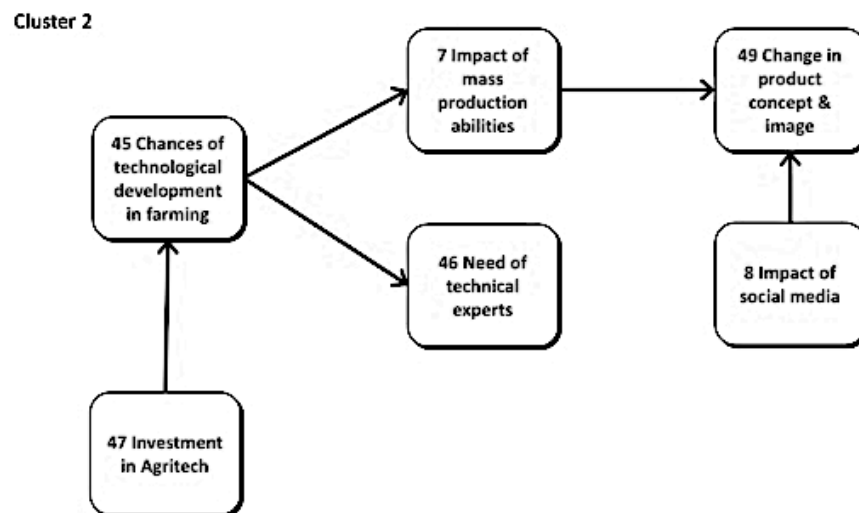 Cluster 2
7 Impact of
mass
production
abilities
49 Change in
product
concept &
image
45 Chances of
technological
development
in farming
46 Need of
technical
experts
8 Impact of
social media
47 Investment
in Agritech